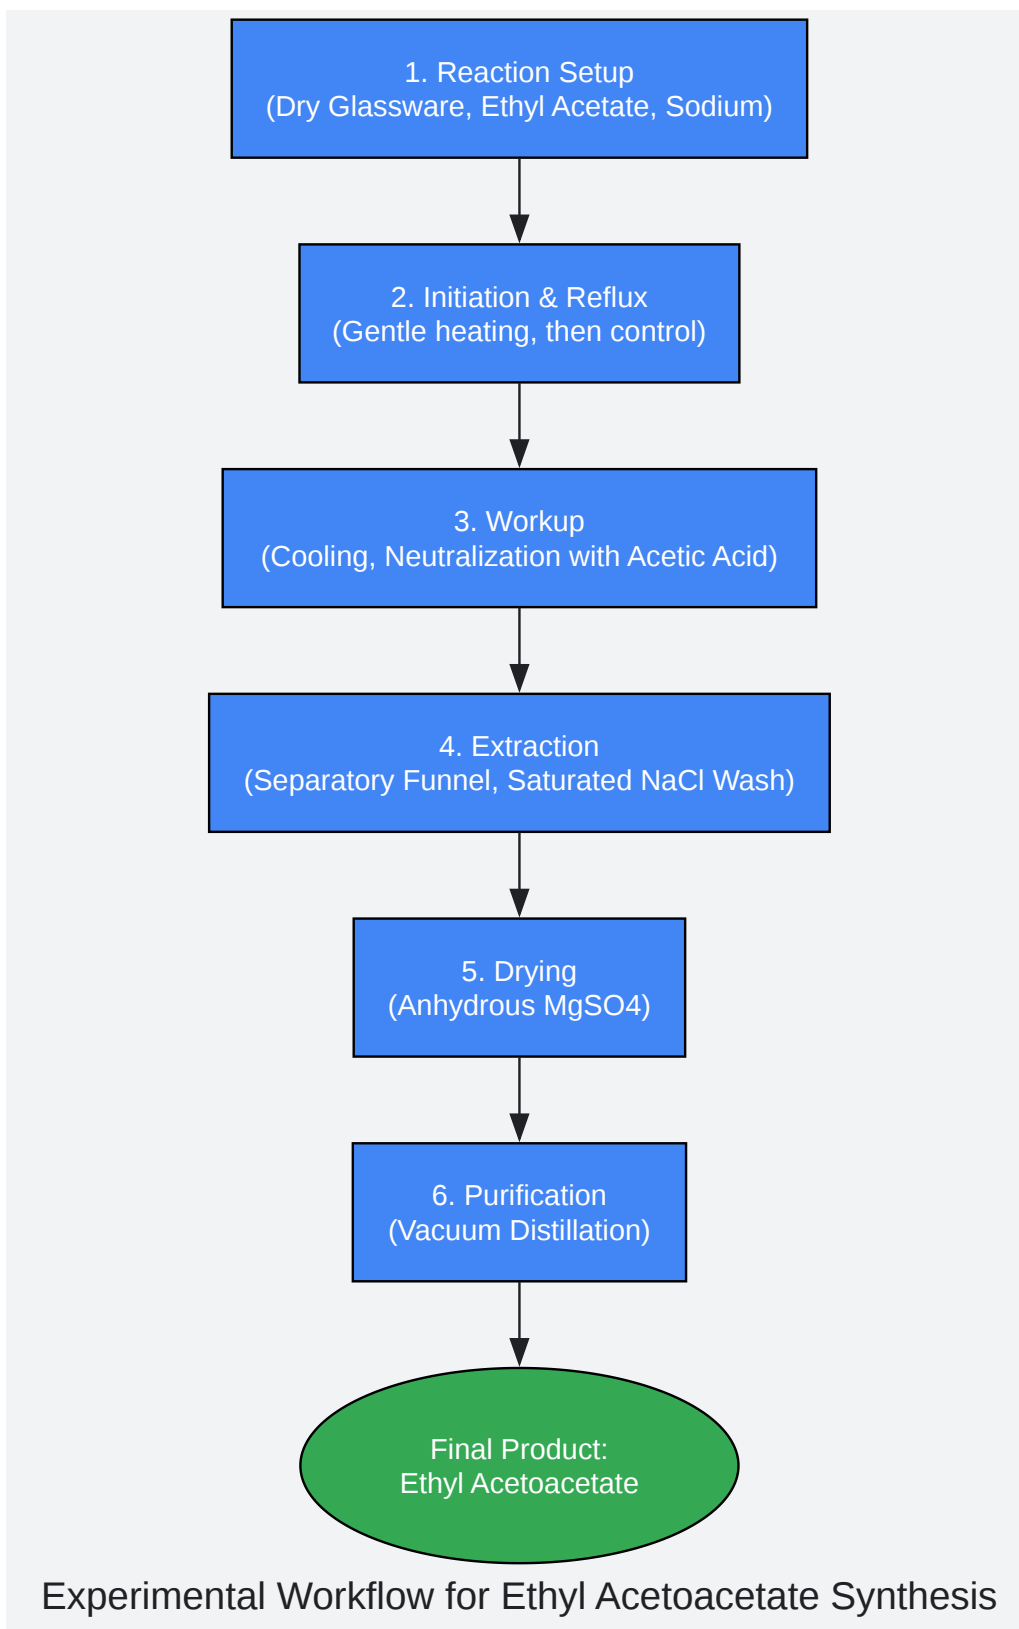 1. Reaction Setup
(Dry Glassware, Ethyl Acetate, Sodium)
2. Initiation & Reflux
(Gentle heating, then control)
3. Workup
(Cooling, Neutralization with Acetic Acid)
4. Extraction
(Separatory Funnel, Saturated NaCl Wash)
5. Drying
(Anhydrous MgSO4)
6. Purification
(Vacuum Distillation)
Final Product:
Ethyl Acetoacetate
Experimental Workflow for Ethyl Acetoacetate Synthesis